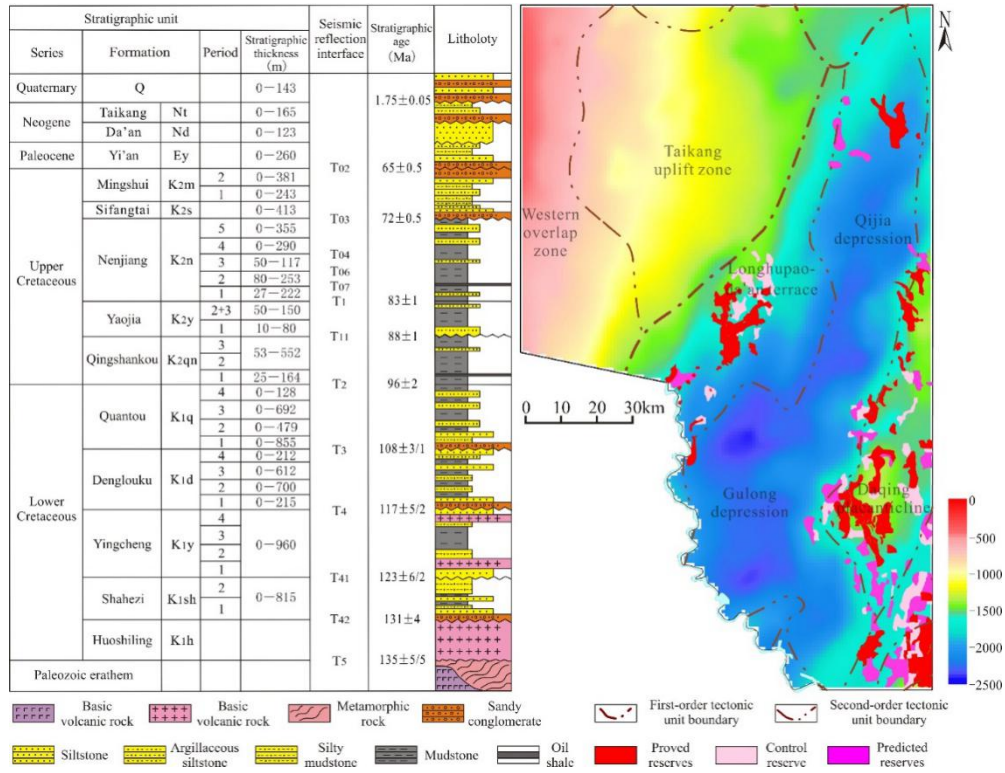 Stratigraphic unit
Series Formation Period Stratigraphic thickness (m) Seismic reflection interface Stratigraphic age (Ma) Litholoty
Quaternary Q 0—143
1.75±0.05
Neogene Taikang Nt 0—165
Da'an Nd 0—123
Paleocene Yi'an Ey 0—260
T02 65±0.5
Upper Cretaceous
Mingshui K2m 2 0—381
1 0—243
Sifangtai K2s 0—413
T03 72±0.5
Nenjiang K2n 5 0—355
4 0—290
T04
3 50—117
T06
2 80—253
T07
1 27—222
T1 83±1
Yaojia K2y 2+3 50—150
1 10—80
T11 88±1
Qingshankou K2qn 3
2 53—552
1 25—164
T2 96±2
Lower Cretaceous
Quantou K1q 4 0—128
3 0—692
2 0—479
1 0—855
T3 108±3/1
Denglouku K1d 4 0—212
3 0—612
2 0—700
1 0—215
T4 117±5/2
Yingcheng K1y 4
3
2 0—960
1
T41 123±6/2
Shahezi K1sh 2 0—815
1
T42 131±4
Huoshiling K1h
T5 135±5/5
Paleozoic erathem
N
Taikang
uplift zone
Western
overlap
zone
Qijia
depression
Longhupao-
terrace
0 10 20 30km
Gulong
depression
Daqing
0
-500
-1000
-1500
-2000
-2500
Basic volcanic rock
Basic volcanic rock
Metamorphic rock
Sandy conglomerate
First-order tectonic unit boundary
Second-order tectonic unit boundary
Siltstone
Argillaceous siltstone
Silty mudstone
Mudstone
Oil shale
Proved reserves
Control reserve
Predicted reserves